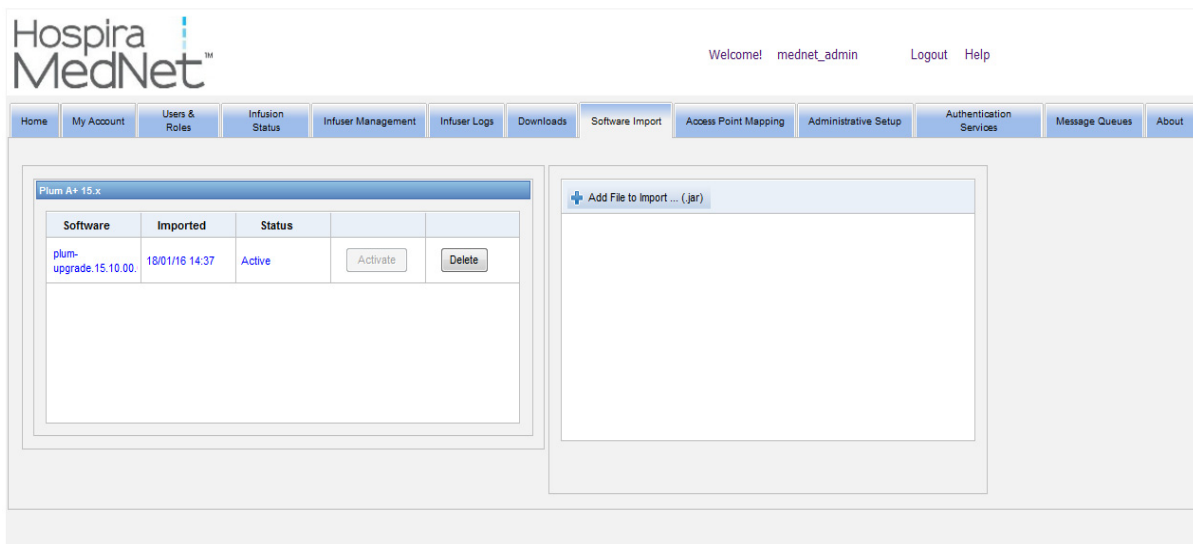 Hospira
MedNet™
Welcome! mednet_admin Logout Help
Home My Account Users & Roles Infusion Status Infuser Management Infuser Logs Downloads Software Import Access Point Mapping Administrative Setup Authentication Services Message Queues About
Plum A+ 15.x
Software Imported Status
plum-
upgrade.15.10.00. 18/01/16 14:37 Active Activate Delete
Add File to Import ... (.jar)